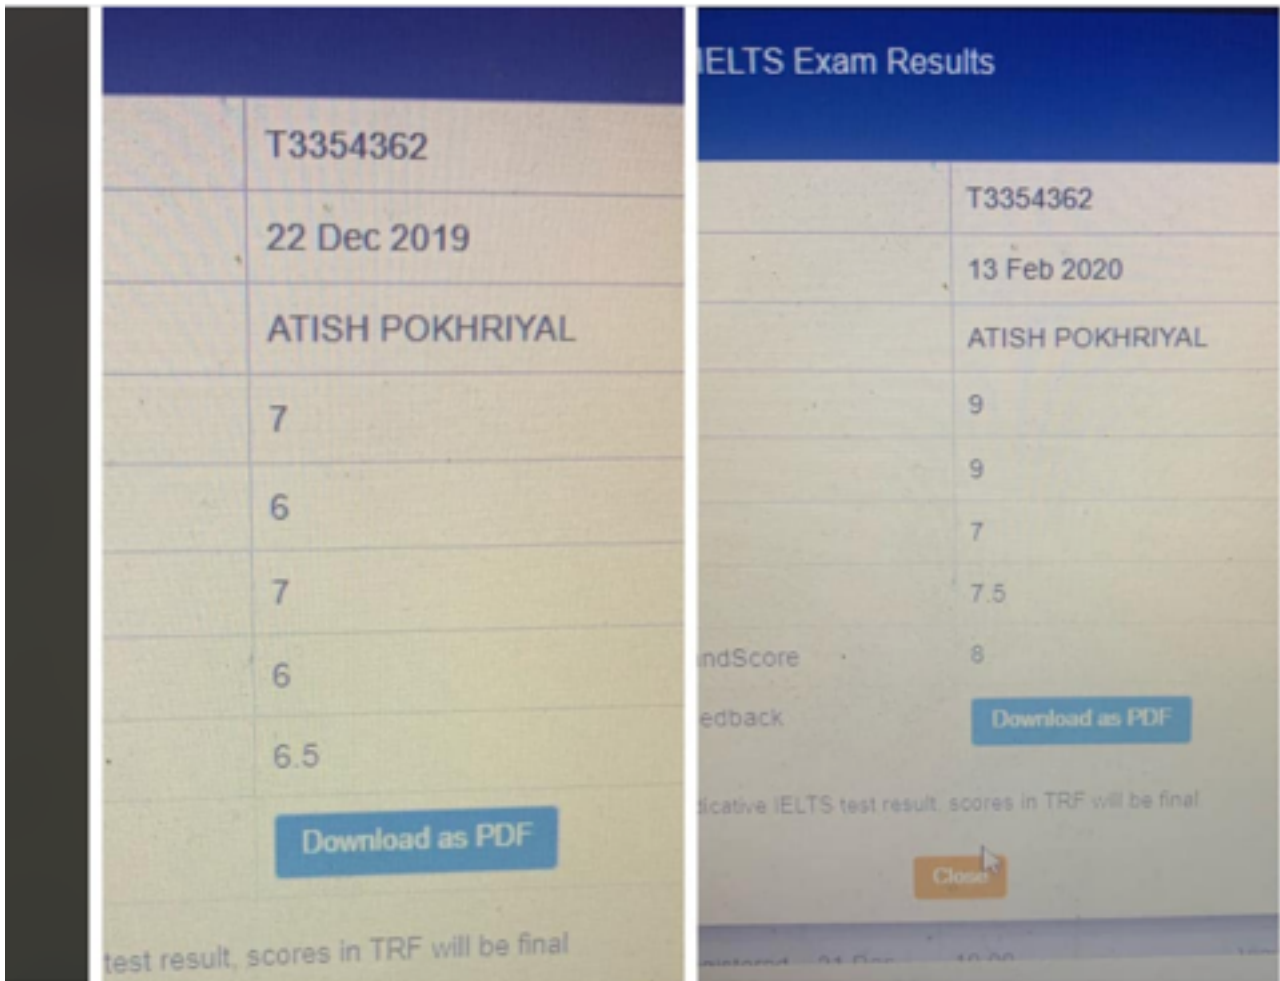 T3354362
22 Dec 2019
ATISH POKHRIYAL
7
6
7
6
6.5
Download as PDF
test result, scores in TRF will be final
IELTS Exam Results
T3354362
13 Feb 2020
ATISH POKHRIYAL
9
9
7
7.5
ndScore 8
edback Download as PDF
dicative IELTS test result, scores in TRF will be final
Close